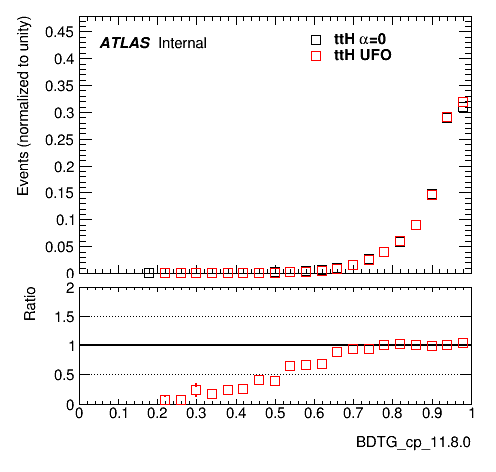 0.45
0.4
0.35
0.3
0.25
0.2
0.15
0.1
0.05
0
Events (normalized to unity)
ATLAS Internal
ttH α=0
ttH UFO
2
1.5
1
0.5
0
Ratio
0 0.1 0.2 0.3 0.4 0.5 0.6 0.7 0.8 0.9 1
BDTG_cp_11.8.0